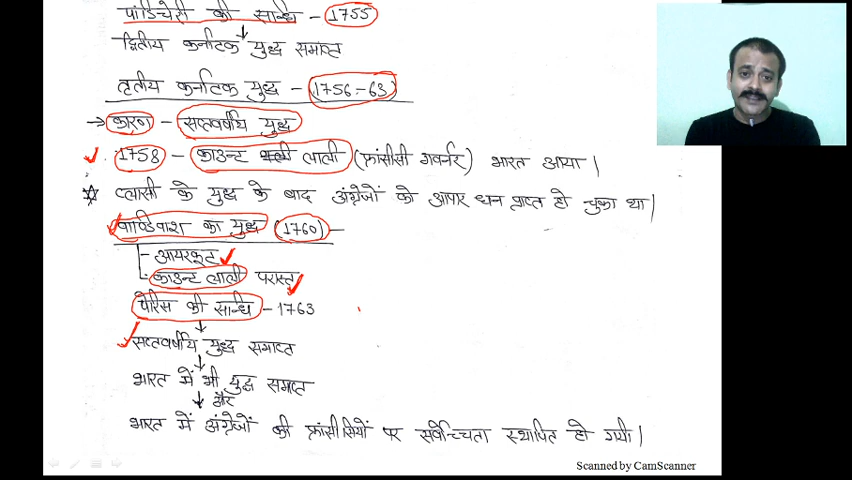 पांडिचेरी की सन्धि - 1755
द्वितीय कर्नाटक युद्ध समाप्त
तृतीय कर्नाटक युद्ध - 1756-63
→ कारण - सप्तवर्षीय युद्ध
1758 - काउन्ट लाली (फ्रांसीसी गवर्नर) भारत आया।
प्लासी के युद्ध के बाद अंग्रेजों को अपार धन प्राप्त हो चुका था।
वाण्डिवाश का युद्ध (1760) -
- आयरकूट
- काउन्ट लाली परास्त
पेरिस की सन्धि - 1763
सप्तवर्षीय युद्ध समाप्त
भारत में भी युद्ध समाप्त
और
भारत में अंग्रेजों की फ्रांसीसियों पर सर्वोच्चता स्थापित हो गयी।
Scanned by CamScanner